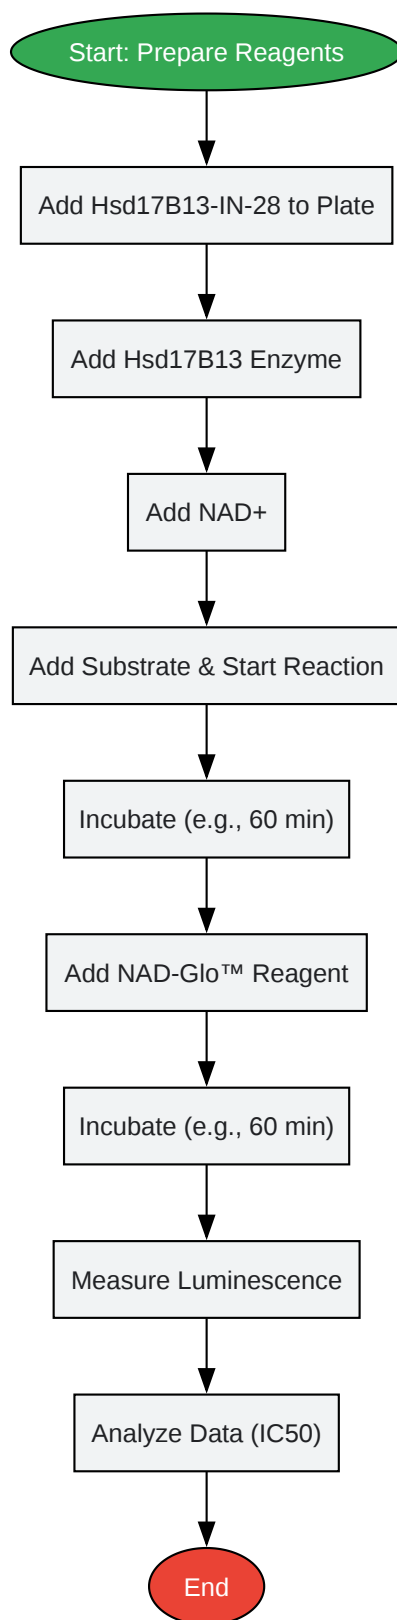 Start: Prepare Reagents
Add Hsd17B13-IN-28 to Plate
Add Hsd17B13 Enzyme
Add NAD+
Add Substrate & Start Reaction
Incubate (e.g., 60 min)
Add NAD-Glo™ Reagent
Incubate (e.g., 60 min)
Measure Luminescence
Analyze Data (IC50)
End